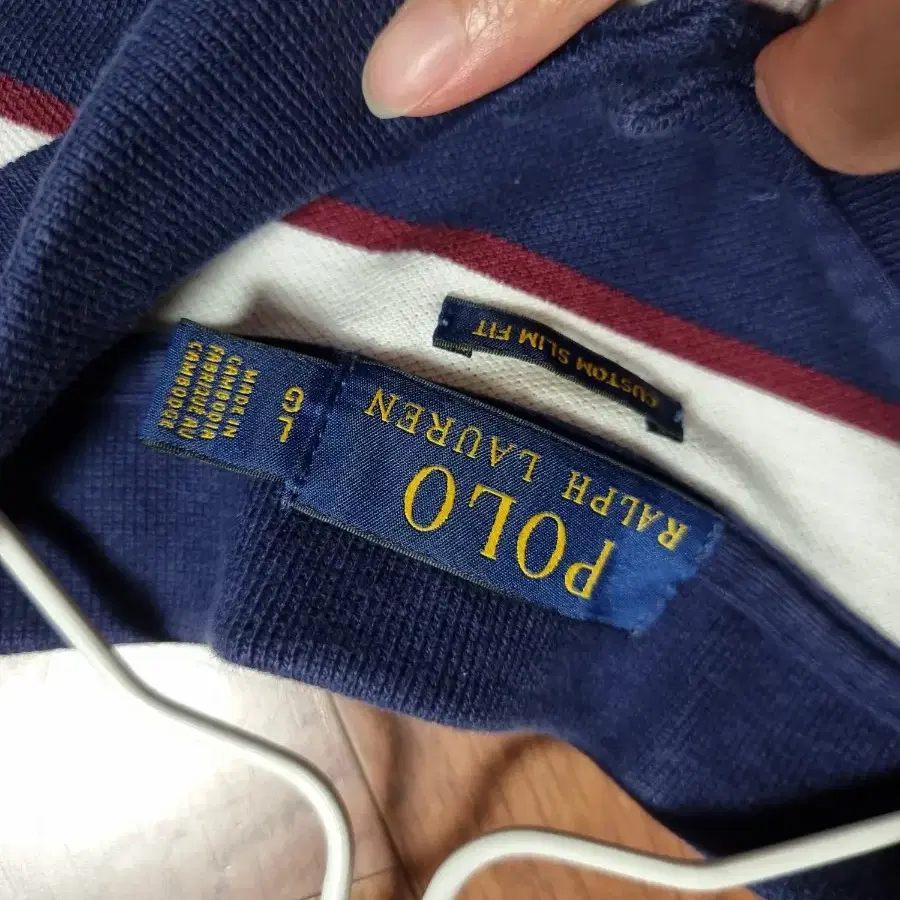 POLO
RALPH LAUREN
L
G
MADE IN
CAMBODIA
FABRIQUÉ AU
CAMBODGE
CUSTOM SLIM FIT